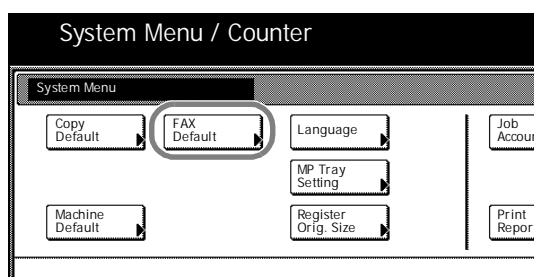 System Menu / Counter
System Menu
Copy
Default
FAX
Default
Language
Job
MP Tray
Setting
Machine
Default
Register
Orig. Size
Print